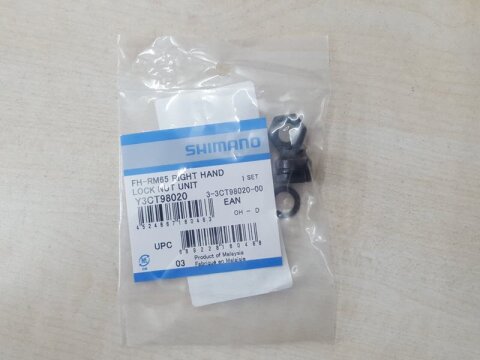 SHIMANO
FH-RM65 RIGHT HAND
LOCK NUT UNIT 1 SET
Y3CT98020 3-3CT98020-00
EAN
OH - D
UPC
03 Product of Malaysia
Fabriqué en Malaisie